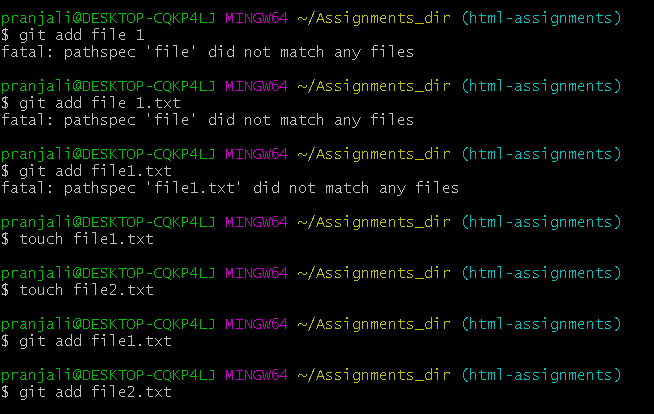 pranjali@DESKTOP-CQKP4LJ MINGW64 ~/Assignments_dir (html-assignments)
$ git add file 1
fatal: pathspec 'file' did not match any files
pranjali@DESKTOP-CQKP4LJ MINGW64 ~/Assignments_dir (html-assignments)
$ git add file 1.txt
fatal: pathspec 'file' did not match any files
pranjali@DESKTOP-CQKP4LJ MINGW64 ~/Assignments_dir (html-assignments)
$ git add file1.txt
fatal: pathspec 'file1.txt' did not match any files
pranjali@DESKTOP-CQKP4LJ MINGW64 ~/Assignments_dir (html-assignments)
$ touch file1.txt
pranjali@DESKTOP-CQKP4LJ MINGW64 ~/Assignments_dir (html-assignments)
$ touch file2.txt
pranjali@DESKTOP-CQKP4LJ MINGW64 ~/Assignments_dir (html-assignments)
$ git add file1.txt
pranjali@DESKTOP-CQKP4LJ MINGW64 ~/Assignments_dir (html-assignments)
$ git add file2.txt